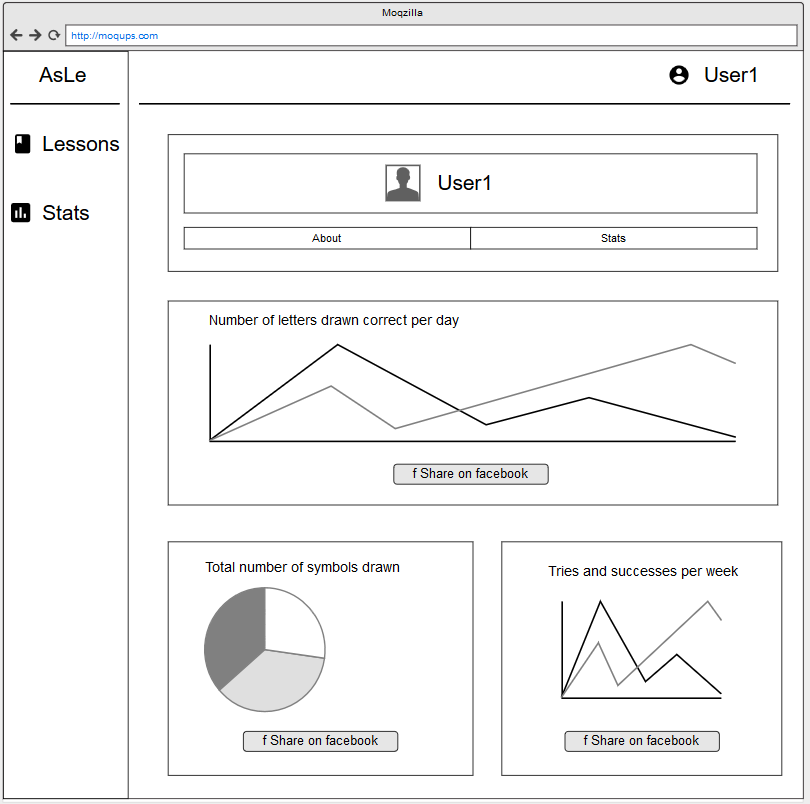 Moqzilla
http://moqups.com
AsLe
User1
Lessons
Stats
User1
About
Stats
Number of letters drawn correct per day
f Share on facebook
Total number of symbols drawn
f Share on facebook
Tries and successes per week
f Share on facebook